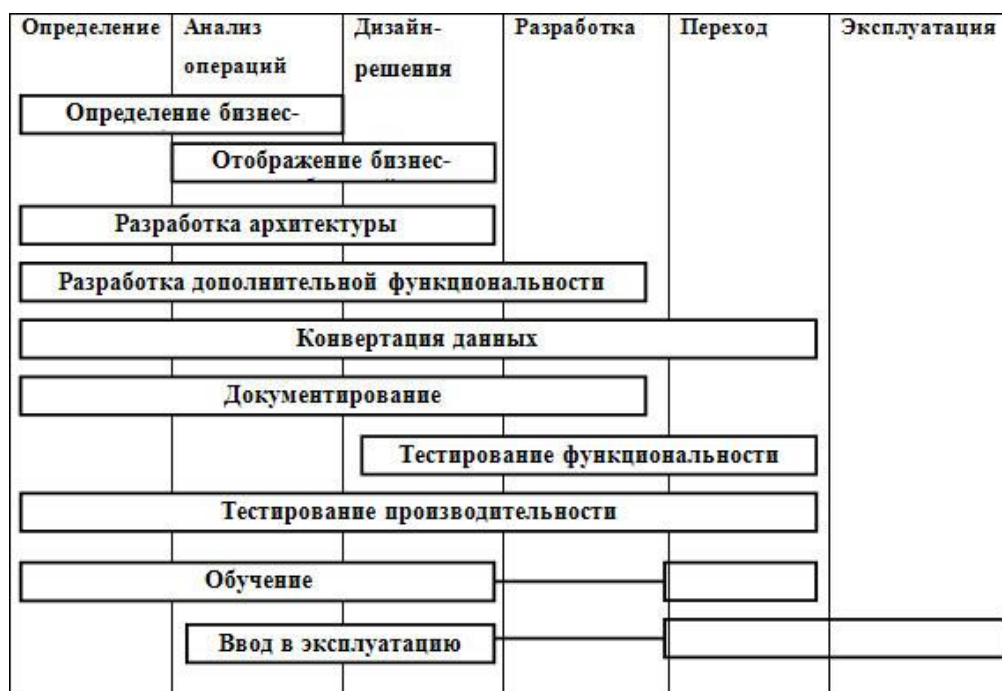 Определение
Анализ
операций
Дизайн-
решения
Разработка
Переход
Эксплуатация
Определение бизнес-
Отображение бизнес-
Разработка архитектуры
Разработка дополнительной функциональности
Конвертация данных
Документирование
Тестирование функциональности
Тестирование производительности
Обучение
Ввод в эксплуатацию